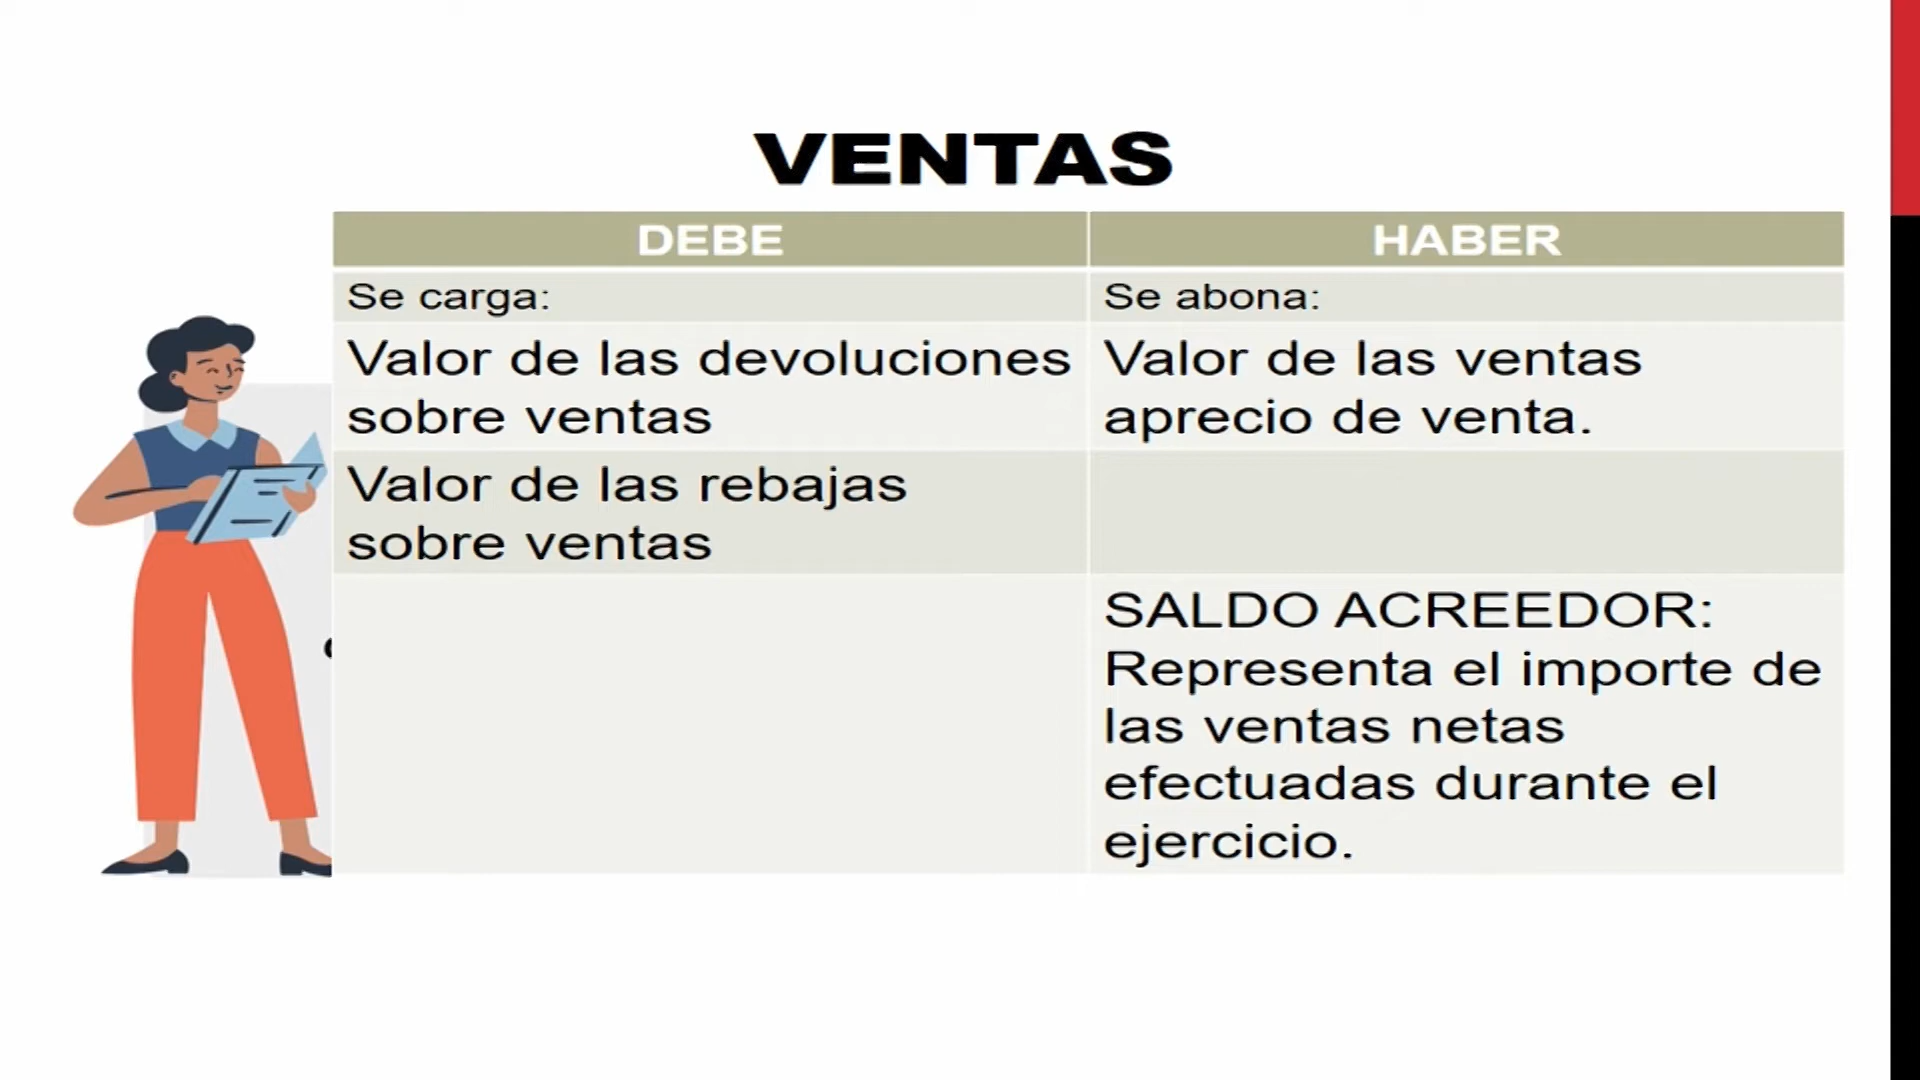 VENTAS
DEBE
HABER
Se carga:
Se abona:
Valor de las devoluciones
sobre ventas
Valor de las ventas
aprecio de venta.
Valor de las rebajas
sobre ventas
SALDO ACREEDOR:
Representa el importe de
las ventas netas
efectuadas durante el
ejercicio.